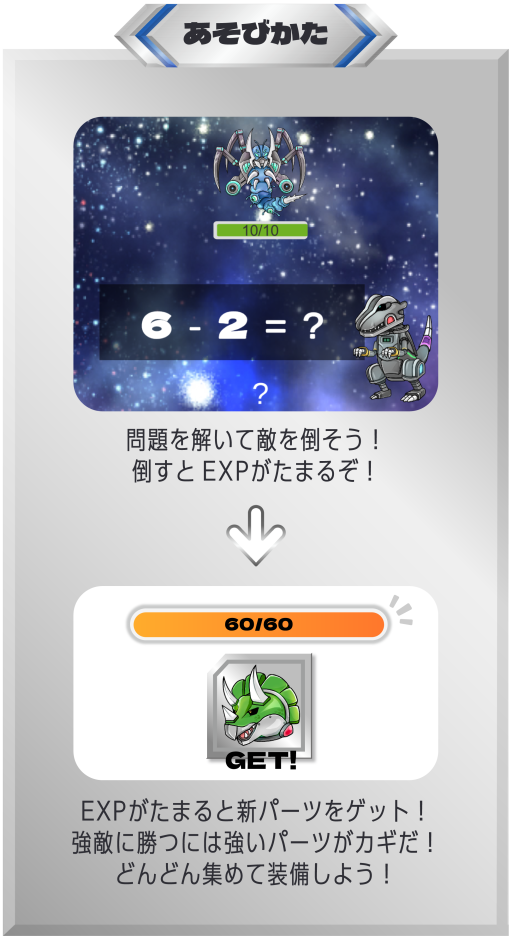 あそびかた
10/10
6 - 2 = ?
?
問題を解いて敵を倒そう！
倒すとEXPがたまるぞ！
60/60
GET!
EXPがたまると新パーツをゲット！
強敵に勝つには強いパーツがカギだ！
どんどん集めて装備しよう！